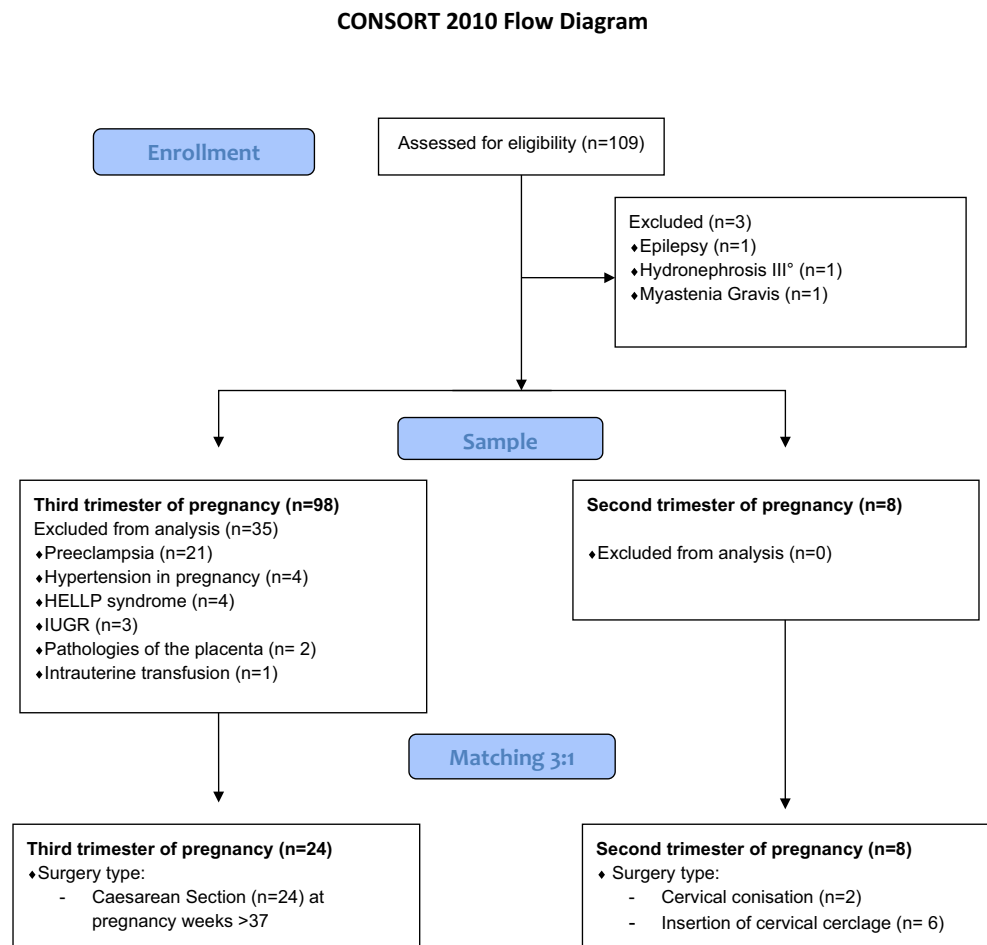 CONSORT 2010 Flow Diagram
Enrollment
Assessed for eligibility (n=109)
Excluded (n=3)
♦Epilepsy (n=1)
♦Hydronephrosis III° (n=1)
♦Myastenia Gravis (n=1)
Sample
Third trimester of pregnancy (n=98)
Excluded from analysis (n=35)
♦Preeclampsia (n=21)
♦Hypertension in pregnancy (n=4)
♦HELLP syndrome (n=4)
♦IUGR (n=3)
♦Pathologies of the placenta (n= 2)
♦Intrauterine transfusion (n=1)
Second trimester of pregnancy (n=8)
♦Excluded from analysis (n=0)
Matching 3:1
Third trimester of pregnancy (n=24)
♦Surgery type:
- Caesarean Section (n=24) at
pregnancy weeks >37
Second trimester of pregnancy (n=8)
♦ Surgery type:
- Cervical conisation (n=2)
- Insertion of cervical cerclage (n= 6)